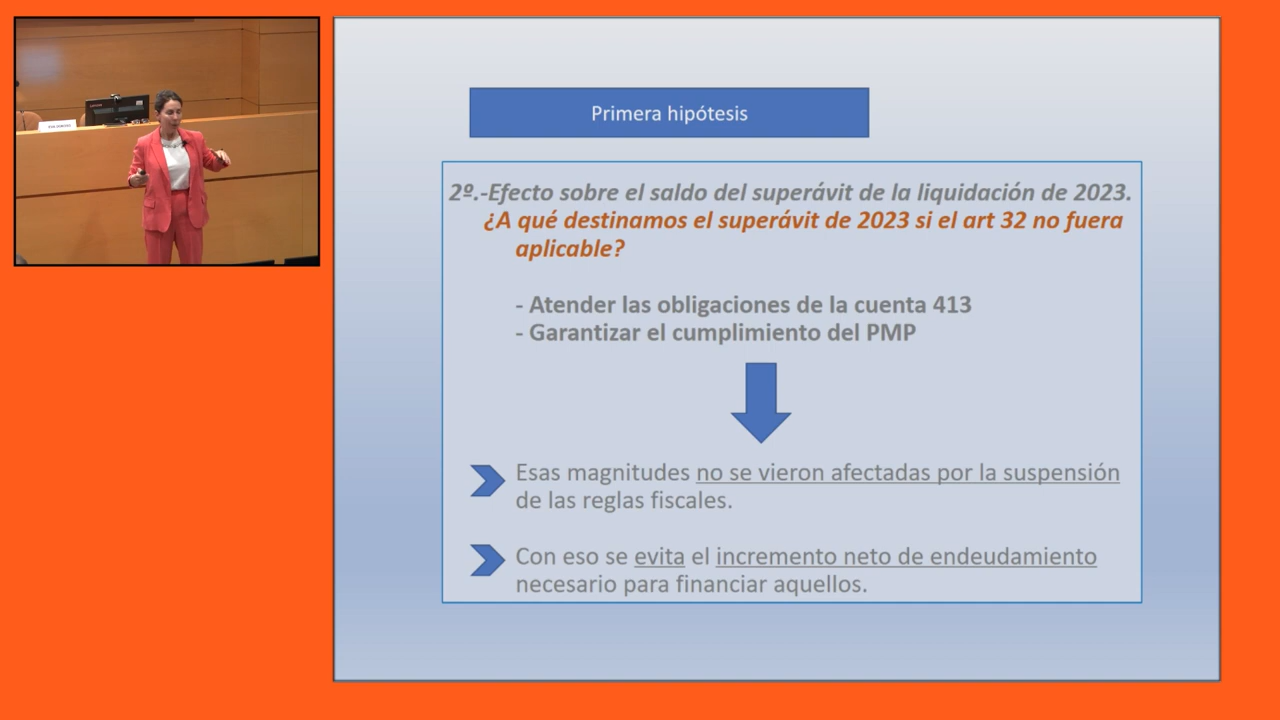 Primera hipótesis
2º.-Efecto sobre el saldo del superávit de la liquidación de 2023.
¿A qué destinamos el superávit de 2023 si el art 32 no fuera
aplicable?
- Atender las obligaciones de la cuenta 413
- Garantizar el cumplimiento del PMP
Esas magnitudes no se vieron afectadas por la suspensión
de las reglas fiscales.
Con eso se evita el incremento neto de endeudamiento
necesario para financiar aquellos.